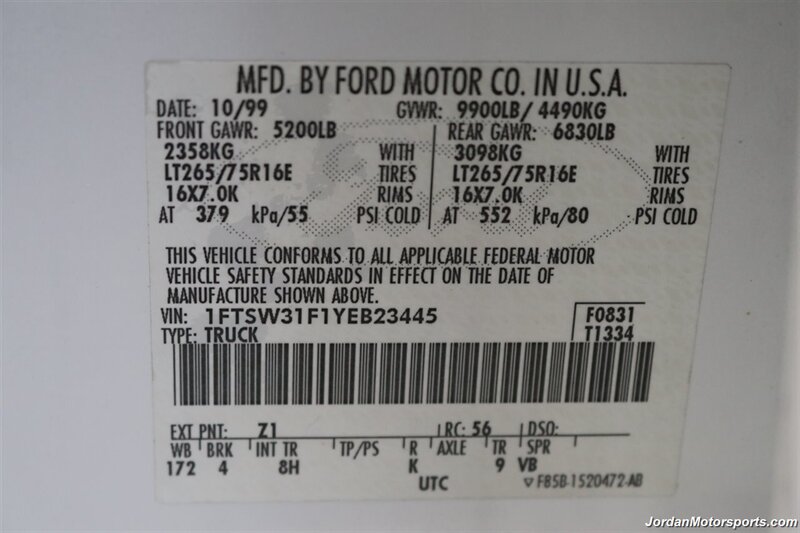 MFD. BY FORD MOTOR CO. IN U.S.A.
DATE: 10/99 GVWR: 9900LB/ 4490KG
FRONT GAWR: 5200LB REAR GAWR: 6830LB
2358KG WITH 3098KG WITH
LT265/75R16E TIRES LT265/75R16E TIRES
16X7.0K RIMS 16X7.0K RIMS
AT 379 kPa/55 PSI COLD AT 552 kPa/80 PSI COLD
THIS VEHICLE CONFORMS TO ALL APPLICABLE FEDERAL MOTOR
VEHICLE SAFETY STANDARDS IN EFFECT ON THE DATE OF
MANUFACTURE SHOWN ABOVE.
VIN: 1FTSW31F1YEB23445 F0831
TYPE: TRUCK T1334
EXT PNT: Z1 RC: 56 DSO:
WB BRK INT TR TP/PS R AXLE TR SPR
172 4 8H K 9 VB
UTC F85B-1520472-AB
JordanMotorsports.com